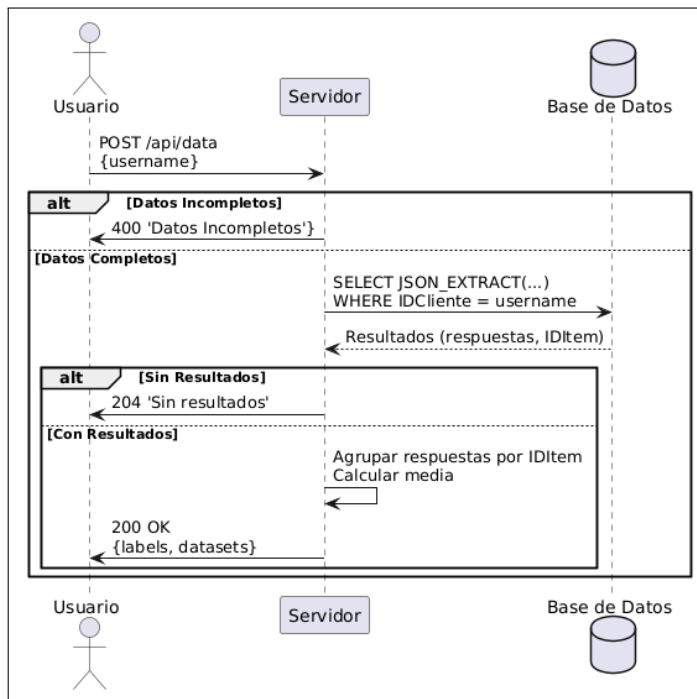 Usuario
Servidor
Base de Datos
POST /api/data
{username}
alt [Datos Incompletos]
400 'Datos Incompletos'}
[Datos Completos]
SELECT JSON_EXTRACT(...)
WHERE IDCliente = username
Resultados (respuestas, IDItem)
alt [Sin Resultados]
204 'Sin resultados'
[Con Resultados]
Agrupar respuestas por IDItem
Calcular media
200 OK
{labels, datasets}
Usuario
Servidor
Base de Datos